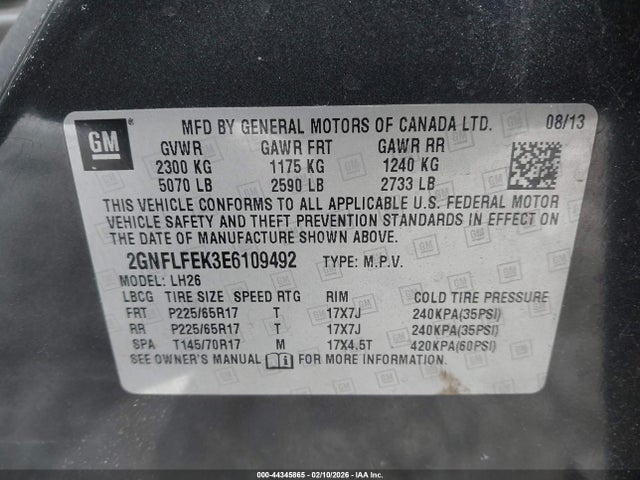 GM
MFD BY GENERAL MOTORS OF CANADA LTD. 08/13
GVWR GAWR FRT GAWR RR
2300 KG 1175 KG 1240 KG
5070 LB 2590 LB 2733 LB
THIS VEHICLE CONFORMS TO ALL APPLICABLE U.S. FEDERAL MOTOR
VEHICLE SAFETY AND THEFT PREVENTION STANDARDS IN EFFECT ON
THE DATE OF MANUFACTURE SHOWN ABOVE.
2GNFLFEK3E6109492 TYPE: M.P.V.
MODEL: LH26
LBCG TIRE SIZE SPEED RTG RIM COLD TIRE PRESSURE
FRT P225/65R17 T 17X7J 240KPA(35PSI)
RR P225/65R17 T 17X7J 240KPA(35PSI)
SPA T145/70R17 M 17X4.5T 420KPA(60PSI)
SEE OWNER'S MANUAL FOR MORE INFORMATION.
000-44345865 - 02/10/2026 - IAAI Inc.